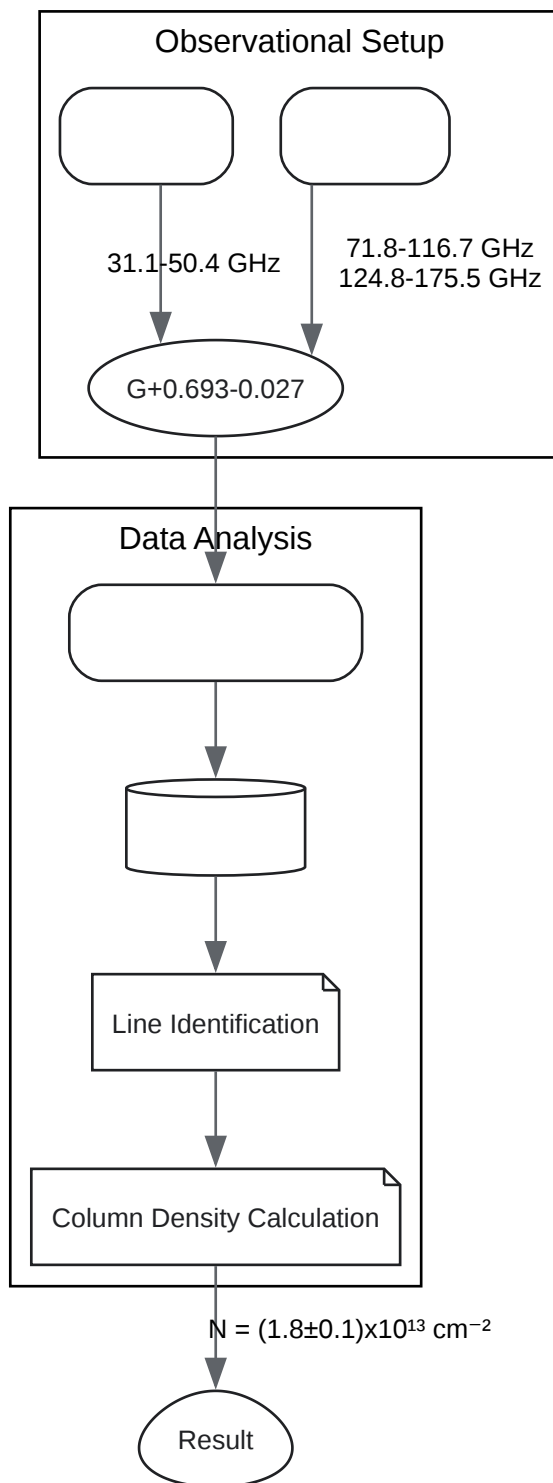 Observational Setup
31.1-50.4 GHz
71.8-116.7 GHz
124.8-175.5 GHz
G+0.693-0.027
Data Analysis
Line Identification
Column Density Calculation
N = (1.8±0.1)x10¹³ cm⁻²
Result